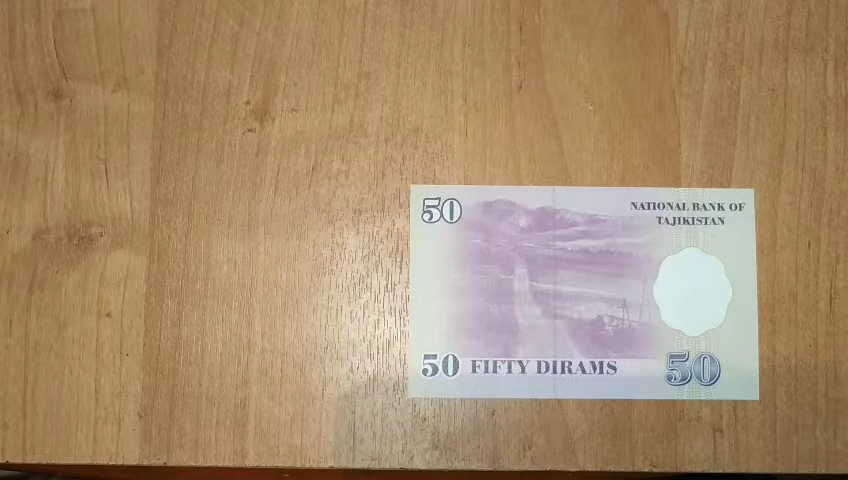 50
NATIONAL BANK OF
TAJIKISTAN
50 FIFTY DIRAMS
50